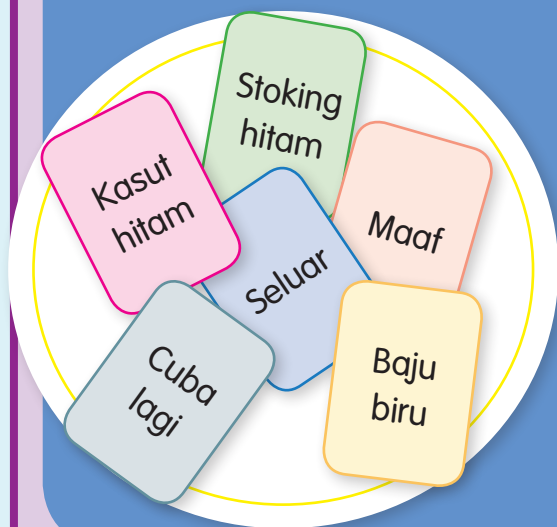 Stoking
hitam
Kasut
hitam
Maaf
Seluar
Baju
biru
Cuba
lagi